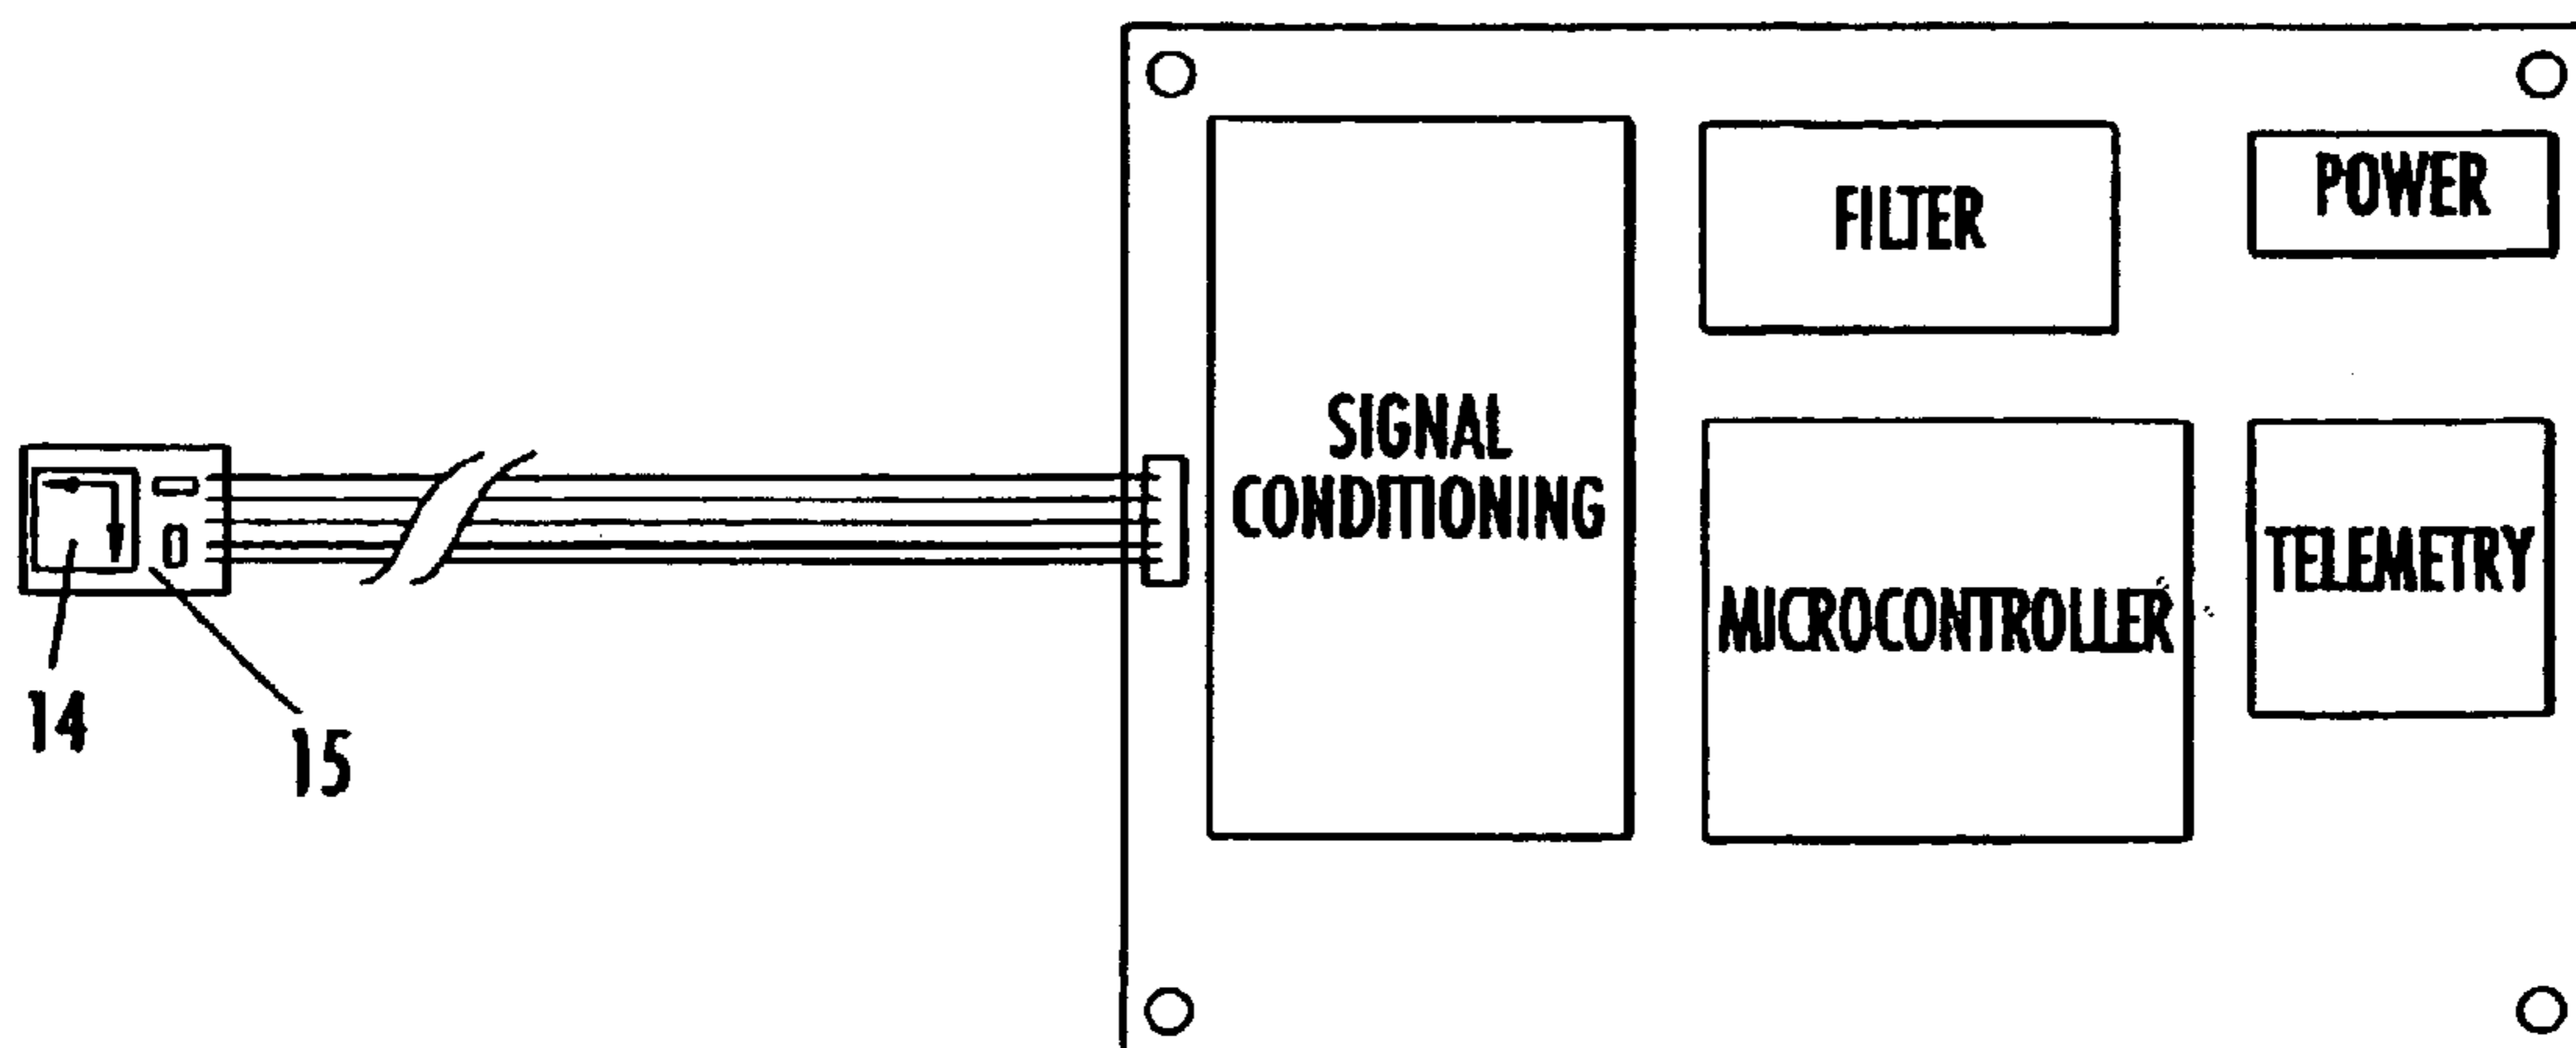 FILTER
POWER
SIGNAL
CONDITIONING
MICROCONTROLLER
TELEMETRY
14
15